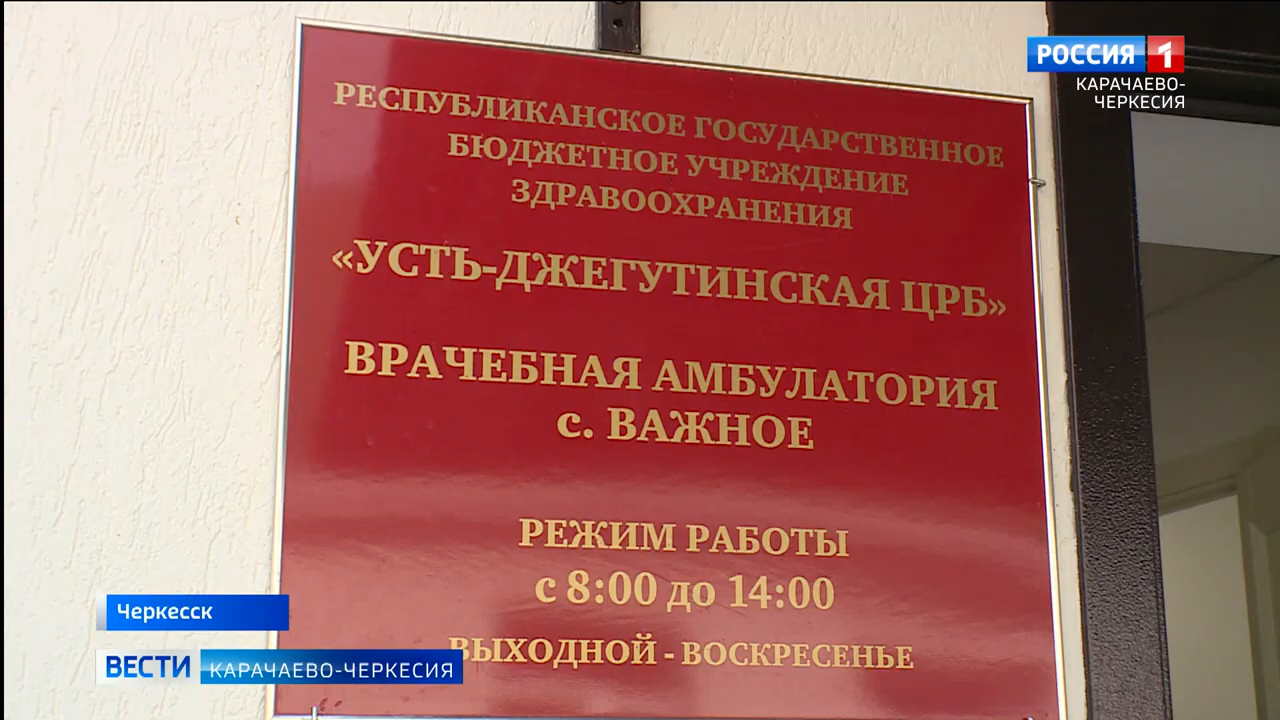 РОССИЯ 1
КАРАЧАЕВО-
ЧЕРКЕСИЯ
РЕСПУБЛИКАНСКОЕ ГОСУДАРСТВЕННОЕ
БЮДЖЕТНОЕ УЧРЕЖДЕНИЕ
ЗДРАВООХРАНЕНИЯ
«УСТЬ-ДЖЕГУТИНСКАЯ ЦРБ»
ВРАЧЕБНАЯ АМБУЛАТОРИЯ
с. ВАЖНОЕ
РЕЖИМ РАБОТЫ
с 8:00 до 14:00
ВЫХОДНОЙ - ВОСКРЕСЕНЬЕ
Черкесск
ВЕСТИ КАРАЧАЕВО-ЧЕРКЕСИЯ